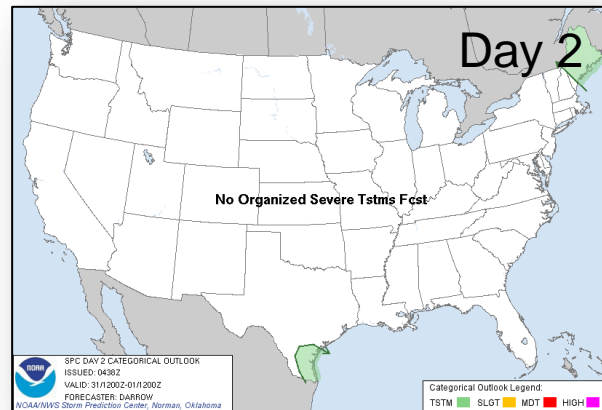 Day 2
No Organized Severe Tstms Fcst
NOAA
SPC DAY 2 CATEGORICAL OUTLOOK
ISSUED: 0438Z
VALID: 31/1200Z-01/1200Z
FORECASTER: DARROW
NOAA/NWS Storm Prediction Center, Norman, Oklahoma
Categorical Outlook Legend:
TSTM SLGT MDT HIGH